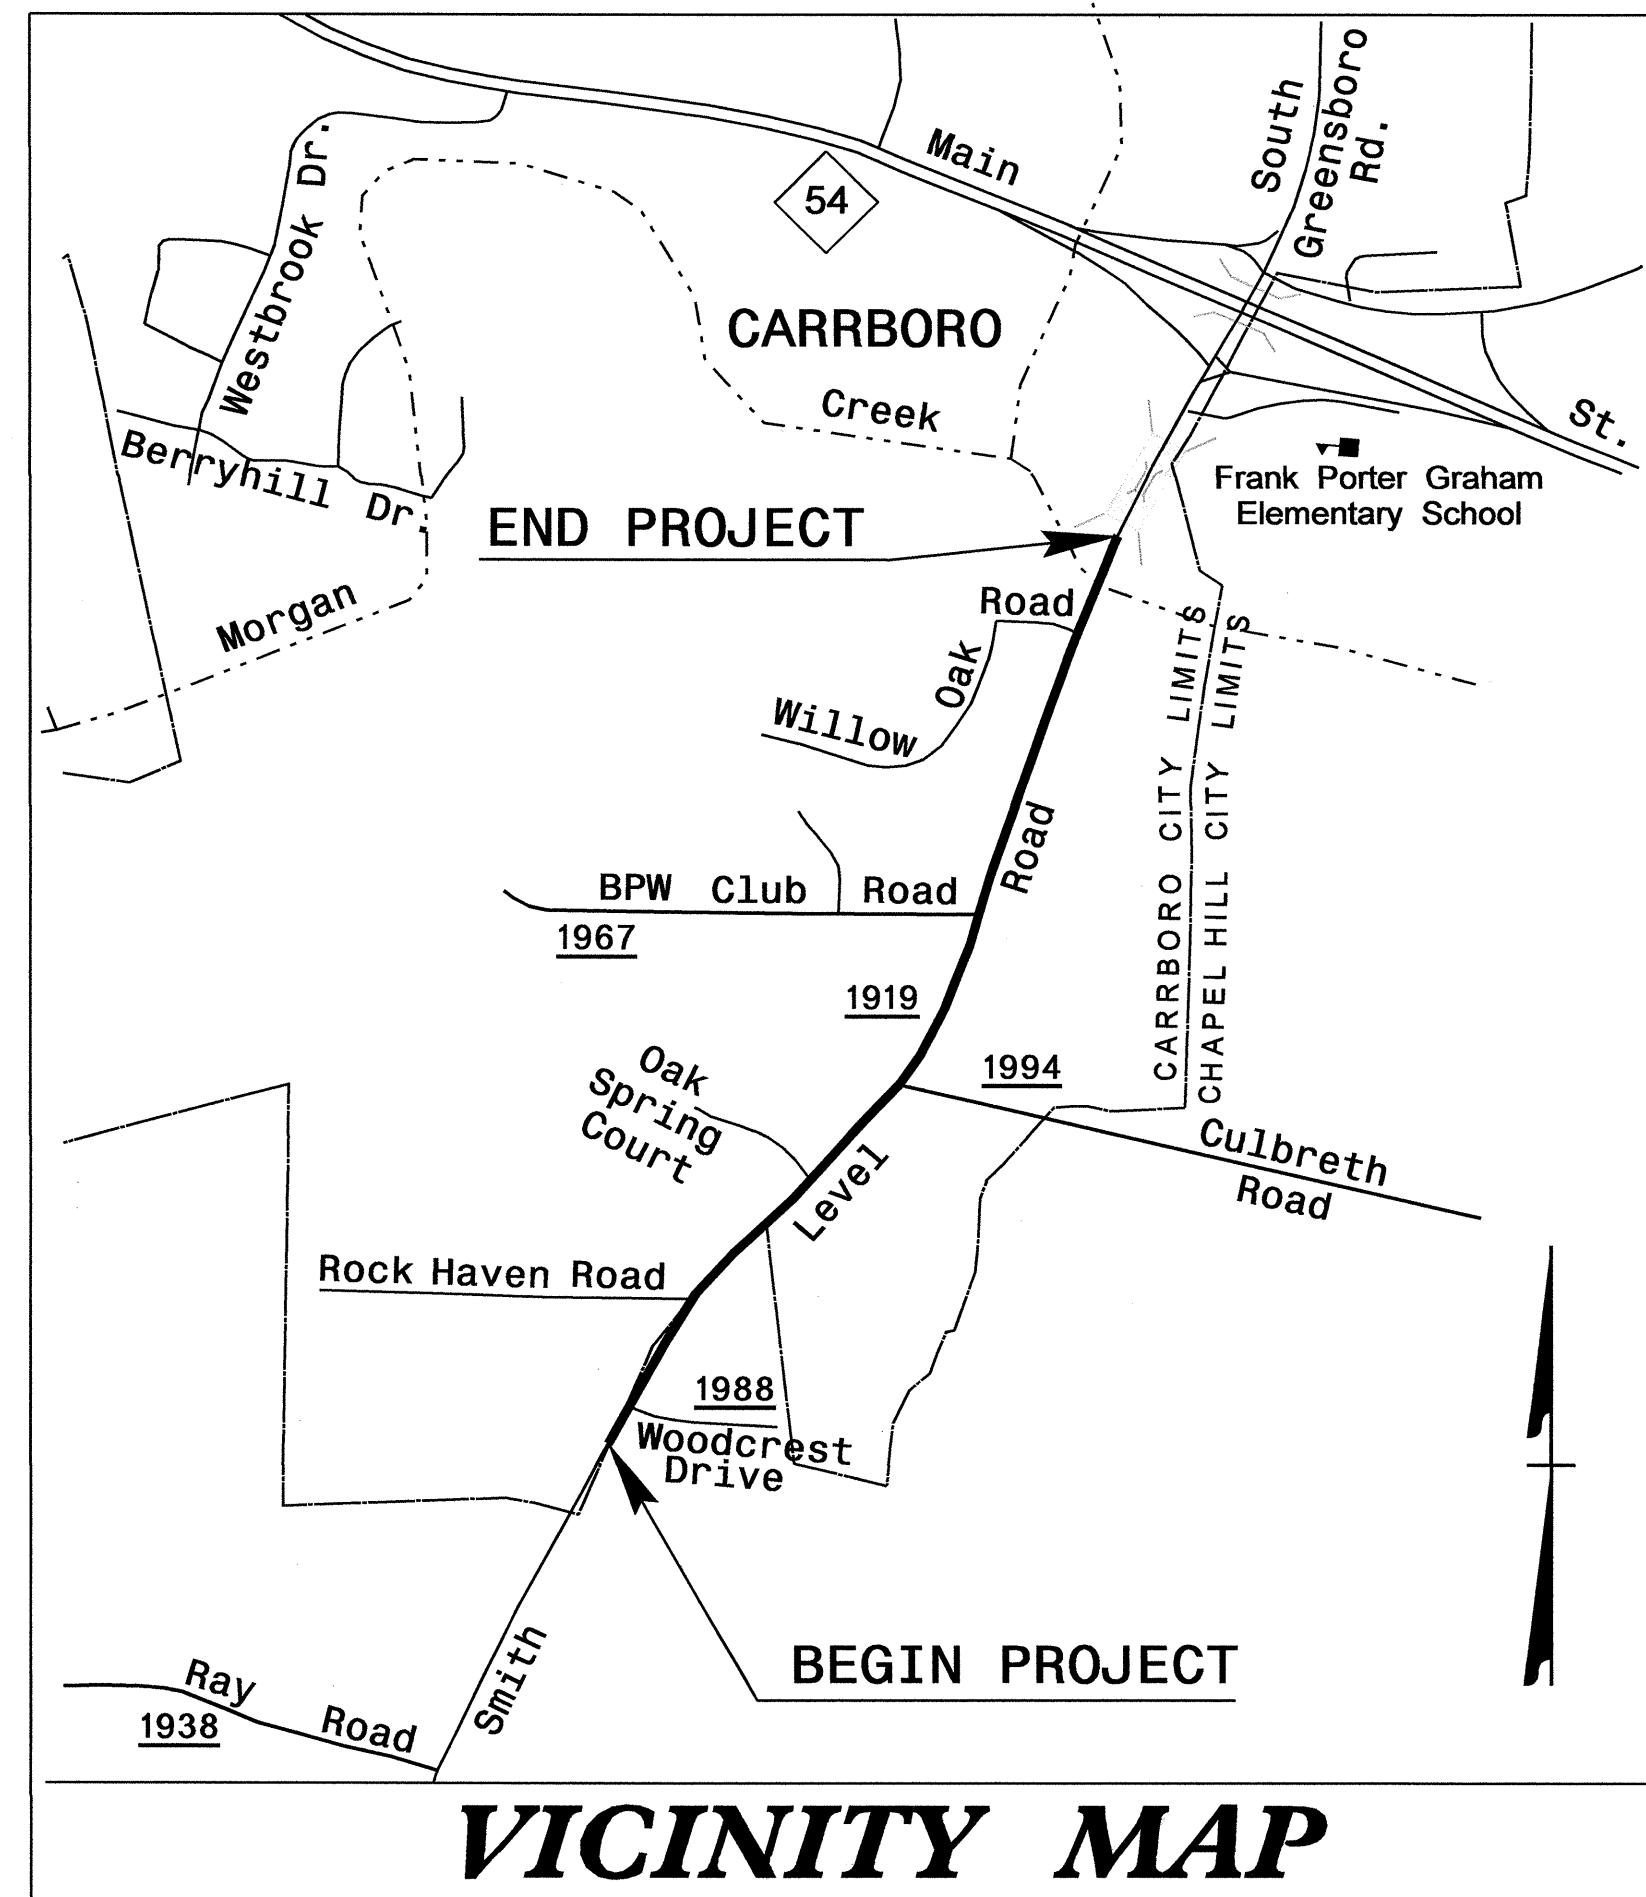 South
Greensboro
Rd.
Main
54
Westbrook Dr.
CARRBORO
Creek
St.
Berryhill Dr.
Frank Porter Graham
Elementary School
END PROJECT
Morgan
Road
Oak
Willow
CARRBORO CITY LIMITS
CHAPEL HILL CITY LIMITS
Road
BPW Club Road
1967
1919
1994
Oak
Spring
Court
Culbreth
Road
Level
Rock Haven Road
1988
Woodcrest
Drive
BEGIN PROJECT
Smith
Ray Road
1938
VICINITY MAP